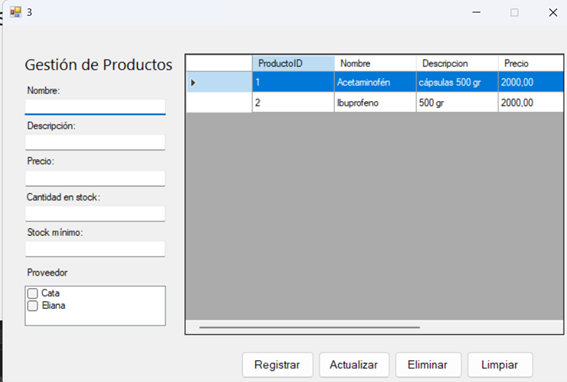 3
Gestión de Productos
Nombre:
Descripción:
Precio:
Cantidad en stock:
Stock mínimo:
Proveedor
Cata
Eliana
ProductoID Nombre Descripcion Precio
1 Acetaminofén cápsulas 500 gr 2000,00
2 Ibuprofeno 500 gr 2000,00
Registrar Actualizar Eliminar Limpiar